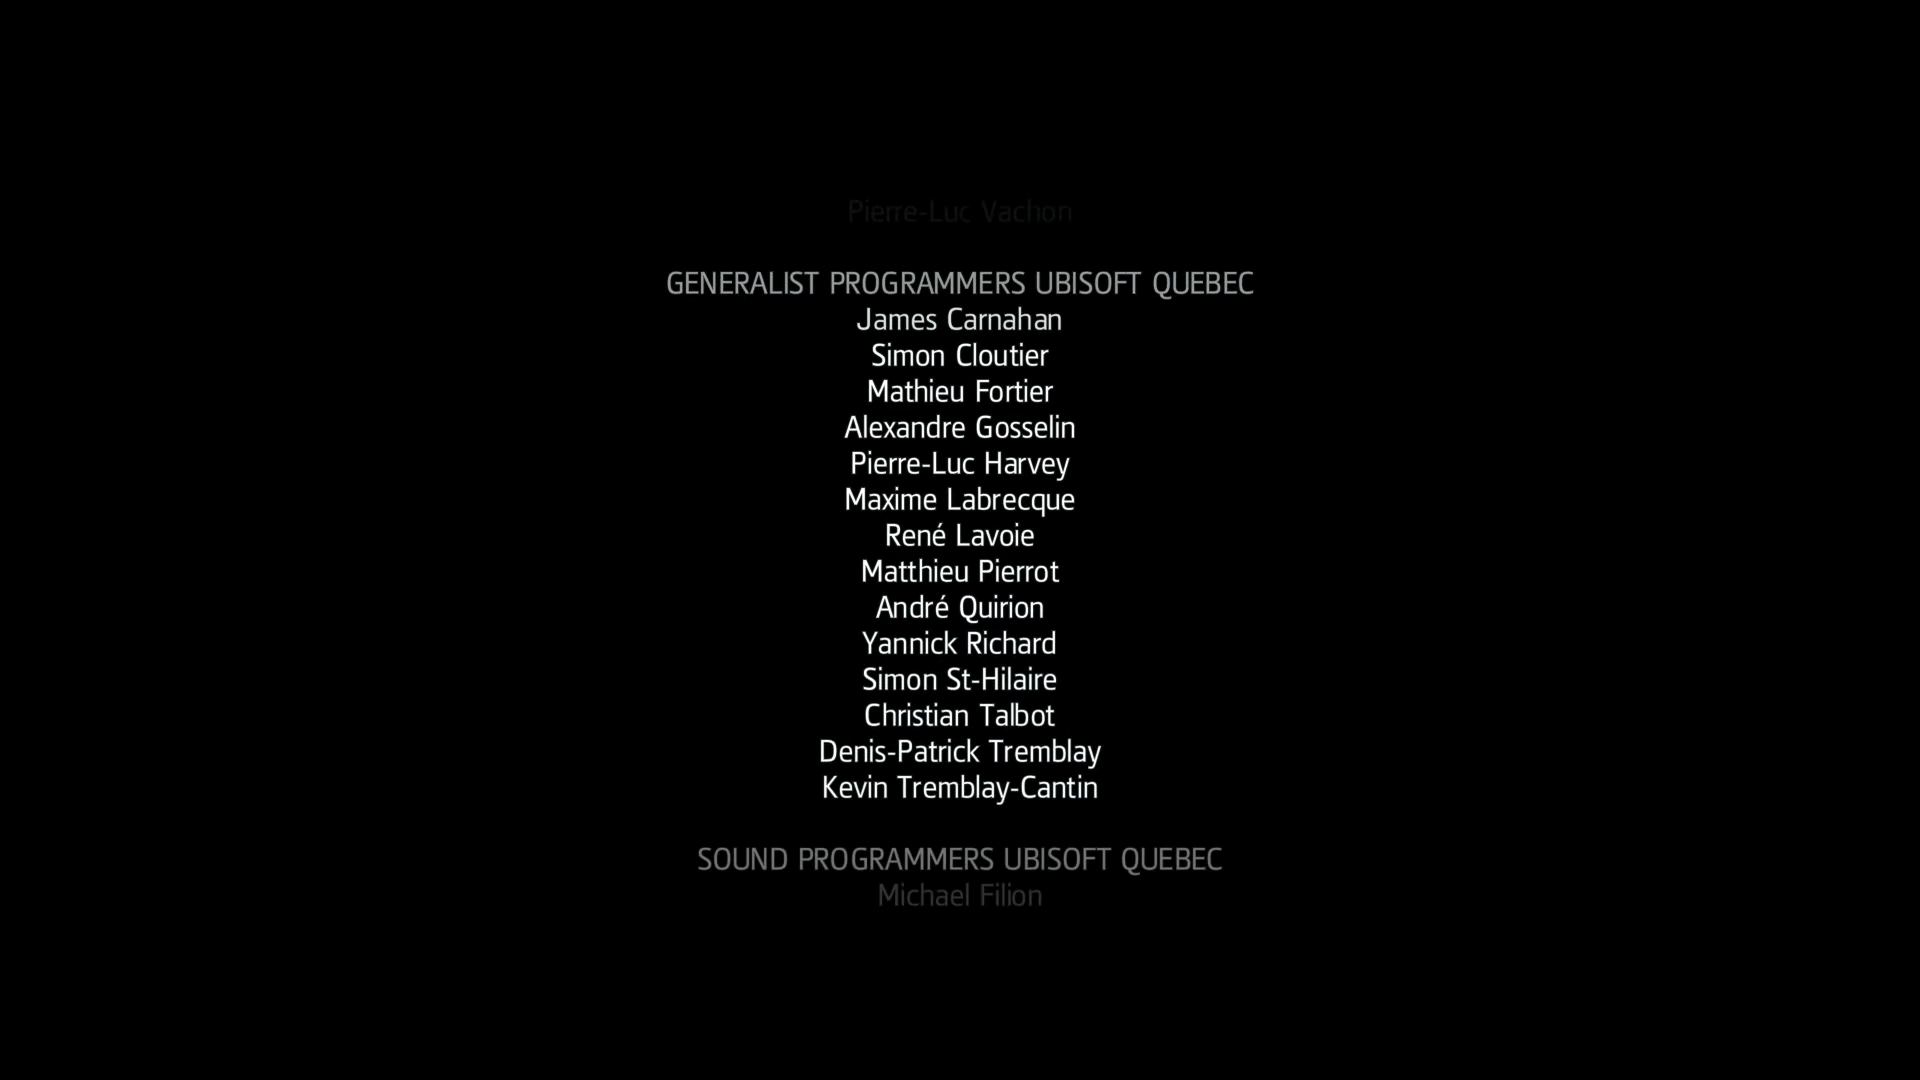 Pierre-Luc Vachon
GENERALIST PROGRAMMERS UBISOFT QUEBEC
James Carnahan
Simon Cloutier
Mathieu Fortier
Alexandre Gosselin
Pierre-Luc Harvey
Maxime Labrecque
René Lavoie
Matthieu Pierrot
André Quirion
Yannick Richard
Simon St-Hilaire
Christian Talbot
Denis-Patrick Tremblay
Kevin Tremblay-Cantin
SOUND PROGRAMMERS UBISOFT QUEBEC
Michael Filion